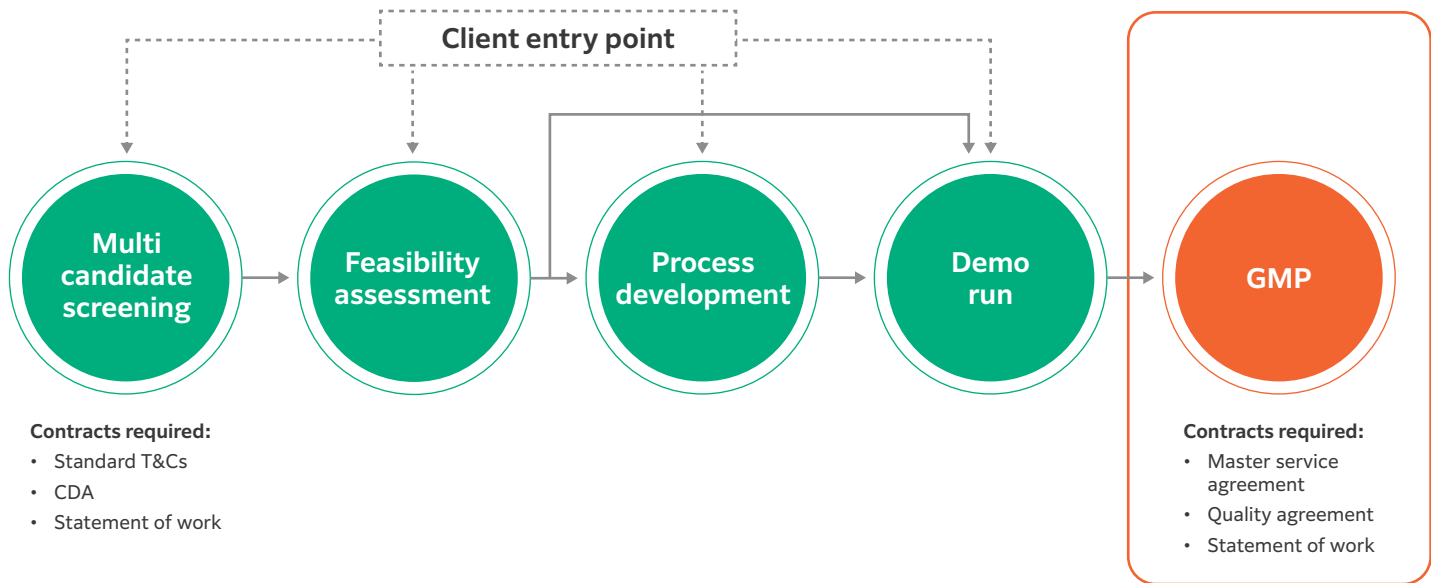 Client entry point
Multi
candidate
screening
Feasibility
assessment
Process
development
Demo
run
GMP
Contracts required:
• Standard T&Cs
• CDA
• Statement of work
Contracts required:
• Master service
agreement
• Quality agreement
• Statement of work